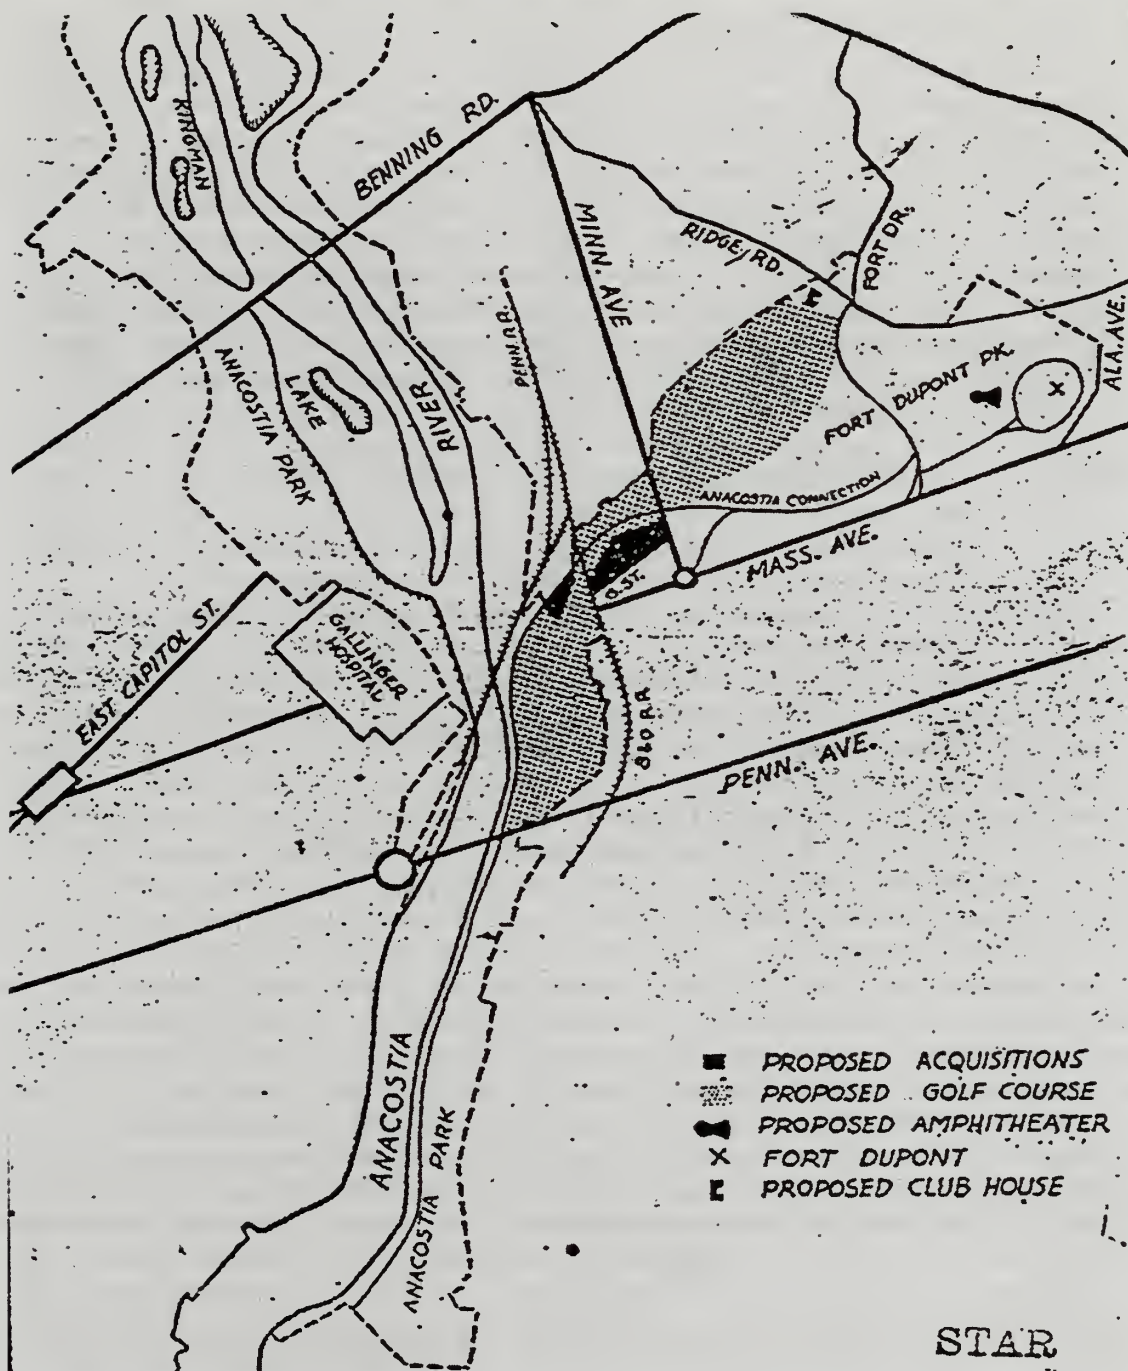 KINGMAN
BENNING RD.
MINN. AVE
RIDGE RD.
FORT DR.
ALA. AVE.
PENN. R.R.
ANACOSTIA PARK
LAKE
RIVER
FORT DUPONT PK.
ANACOSTIA CONNECTION
MASS. AVE.
O. ST.
EAST CAPITOL ST.
GALLINGER
HOSPITAL
B&O R.R.
PENN. AVE.
ANACOSTIA
ANACOSTIA PARK
PROPOSED ACQUISITIONS
PROPOSED GOLF COURSE
PROPOSED AMPHITHEATER
X FORT DUPONT
PROPOSED CLUB HOUSE
STAR